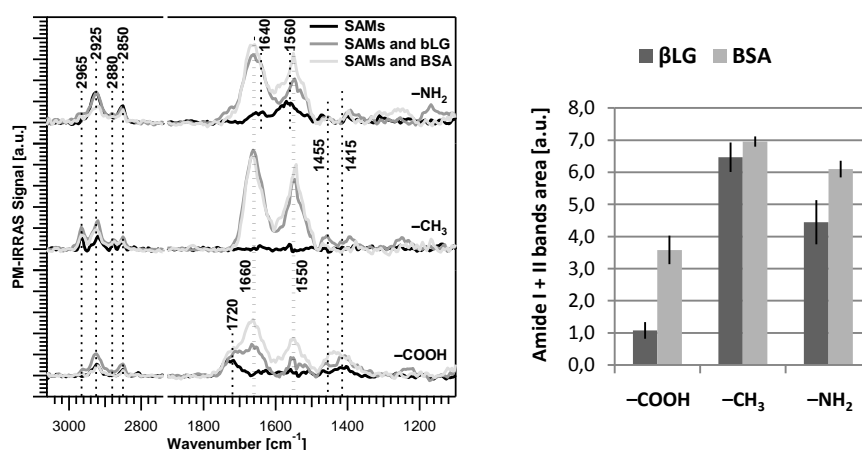 2965
2925
2880
2850
1640
1560
SAMs
SAMs and bLG
SAMs and BSA
–NH2
1455
1415
–CH3
1660
1550
1720
–COOH
PM-IRRAS Signal [a.u.]
3000
2800
1800
1600
1400
1200
Wavenumber [cm-1]
βLG
BSA
Amide I + II bands area [a.u.]
8,0
7,0
6,0
5,0
4,0
3,0
2,0
1,0
0,0
–COOH
–CH3
–NH2